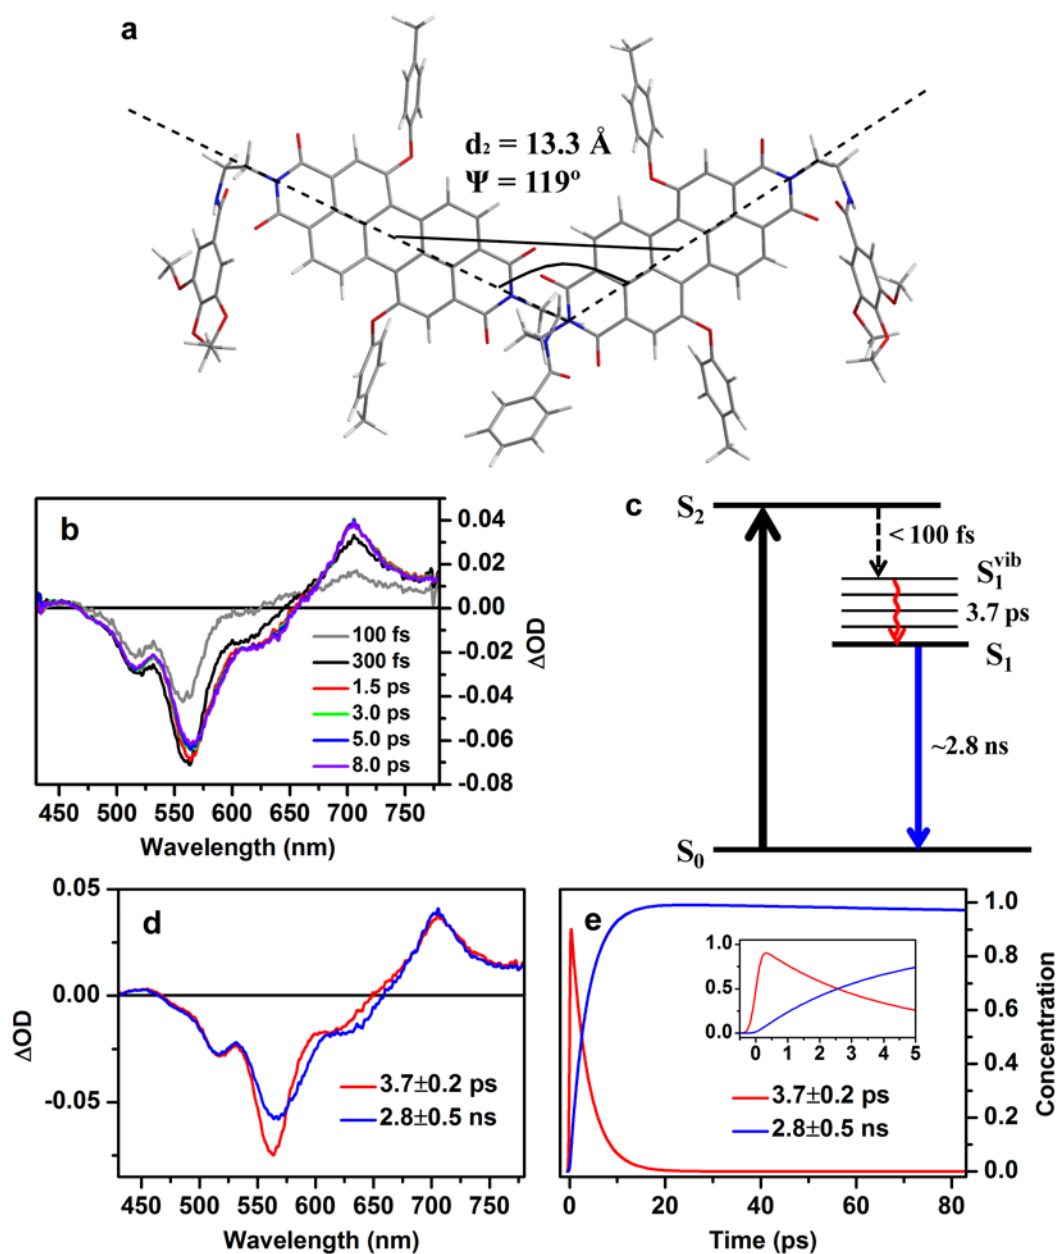 a
d₂ = 13.3 Å
Ψ = 119º
b
0.04
0.02
0.00
-0.02
-0.04
-0.06
-0.08
ΔOD
100 fs
300 fs
1.5 ps
3.0 ps
5.0 ps
8.0 ps
450 500 550 600 650 700 750
Wavelength (nm)
c
S₂
< 100 fs
S₁ᵛⁱᵇ
3.7 ps
S₁
~2.8 ns
S₀
d
0.05
0.00
-0.05
ΔOD
3.7±0.2 ps
2.8±0.5 ns
450 500 550 600 650 700 750
Wavelength (nm)
e
1.0
0.8
0.6
0.4
0.2
0.0
Concentration
1.0
0.5
0.0
0 1 2 3 4 5
3.7±0.2 ps
2.8±0.5 ns
0 20 40 60 80
Time (ps)